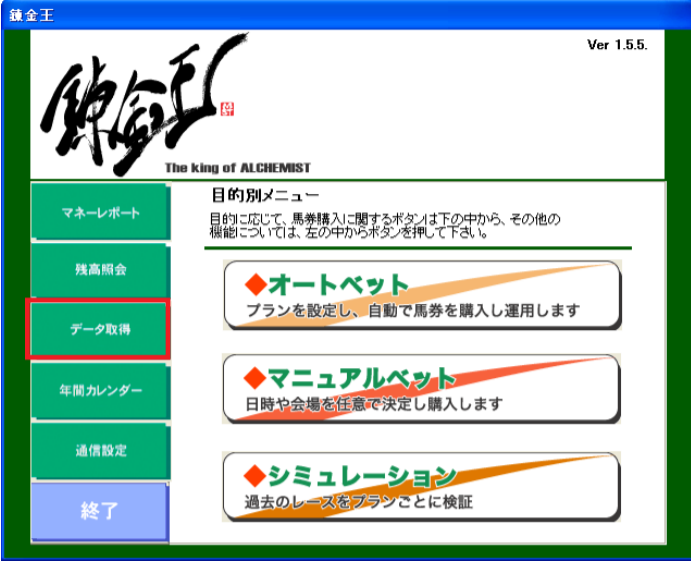 錬金王
Ver 1.5.5.
錬金王
The king of ALCHEMIST
マネーレポート
残高照会
データ取得
年間カレンダー
通信設定
終了
目的別メニュー
目的に応じて、馬券購入に関するボタンは下の中から、その他の
機能については、左の中からボタンを押して下さい。
◆オートベット
プランを設定し、自動で馬券を購入し運用します
◆マニュアルベット
日時や会場を任意で決定し購入します
◆シミュレーション
過去のレースをプランごとに検証